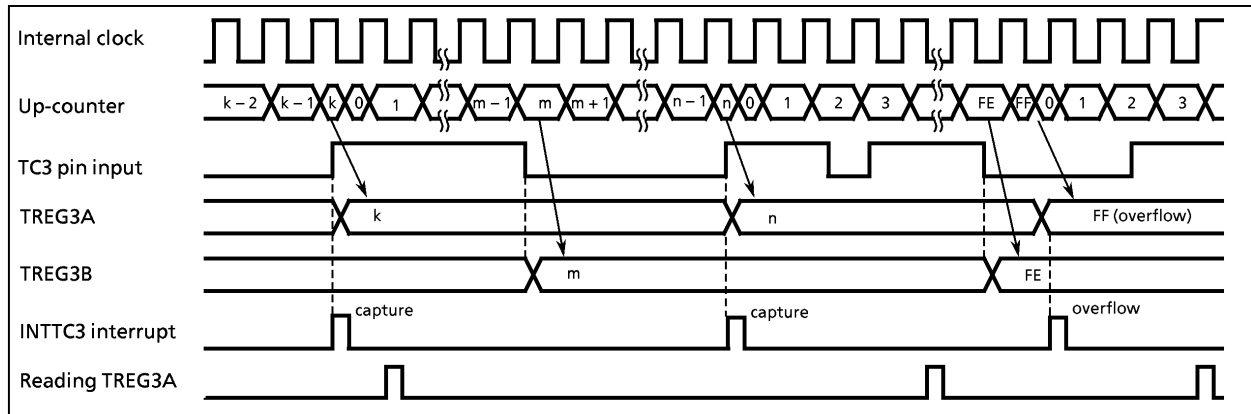 Internal clock
Up-counter k – 2 k – 1 k 0 1 m – 1 m m + 1 n – 1 n 0 1 2 3 FE FF 0 1 2 3
TC3 pin input
TREG3A k n FF (overflow)
TREG3B m FE
INTTC3 interrupt capture capture overflow
Reading TREG3A